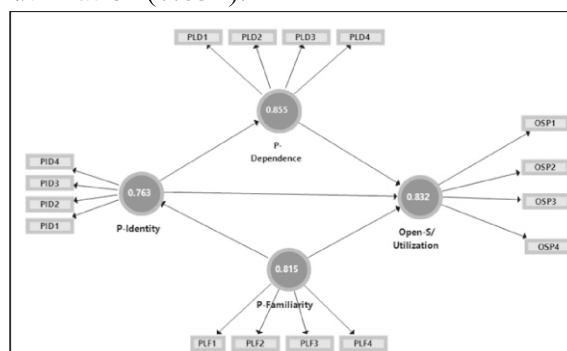 PLD1 PLD2 PLD3 PLD4
0.855
P-
Dependence
OSP1
OSP2
OSP3
OSP4
PID4
PID3
PID2
PID1
0.763
P-Identity
0.832
Open-S/
Utilization
0.815
P-Familiarity
PLF1 PLF2 PLF3 PLF4